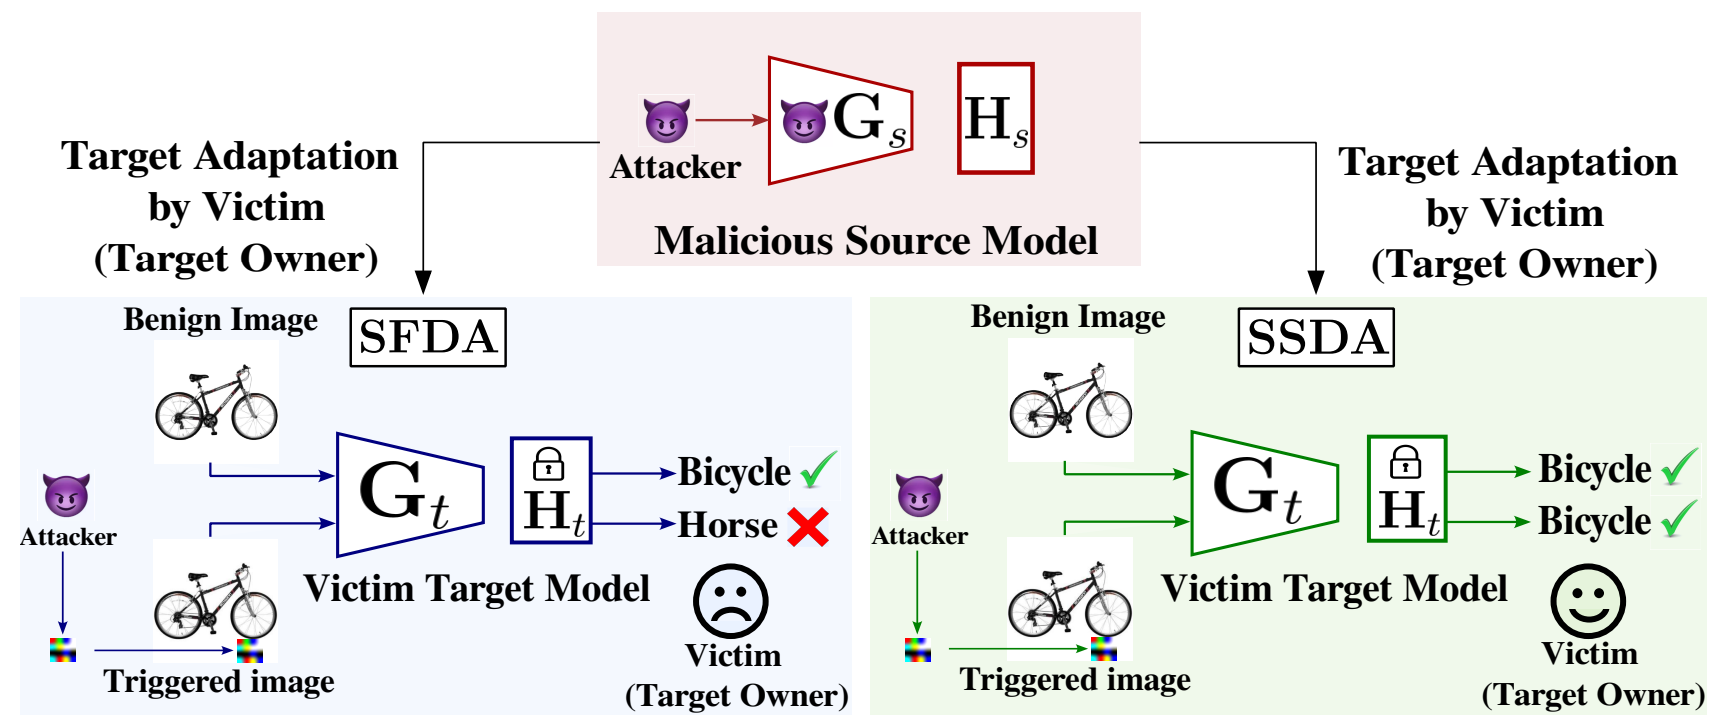 Attacker
G_s
H_s
Malicious Source Model
Target Adaptation
by Victim
(Target Owner)
Target Adaptation
by Victim
(Target Owner)
Benign Image
SFDA
G_t
H_t
Bicycle
Horse
Attacker
Victim Target Model
Triggered image
Victim
(Target Owner)
Benign Image
SSDA
G_t
H_t
Bicycle
Bicycle
Attacker
Victim Target Model
Triggered image
Victim
(Target Owner)